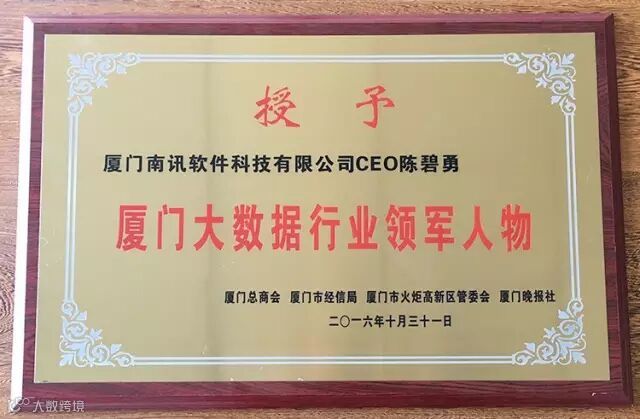 授予
厦门南讯软件科技有限公司CEO陈碧勇
厦门大数据行业领军人物
厦门总商会 厦门市经信局 厦门市火炬高新区管委会 厦门晚报社
二〇一六年十月三十一日
大数跨境